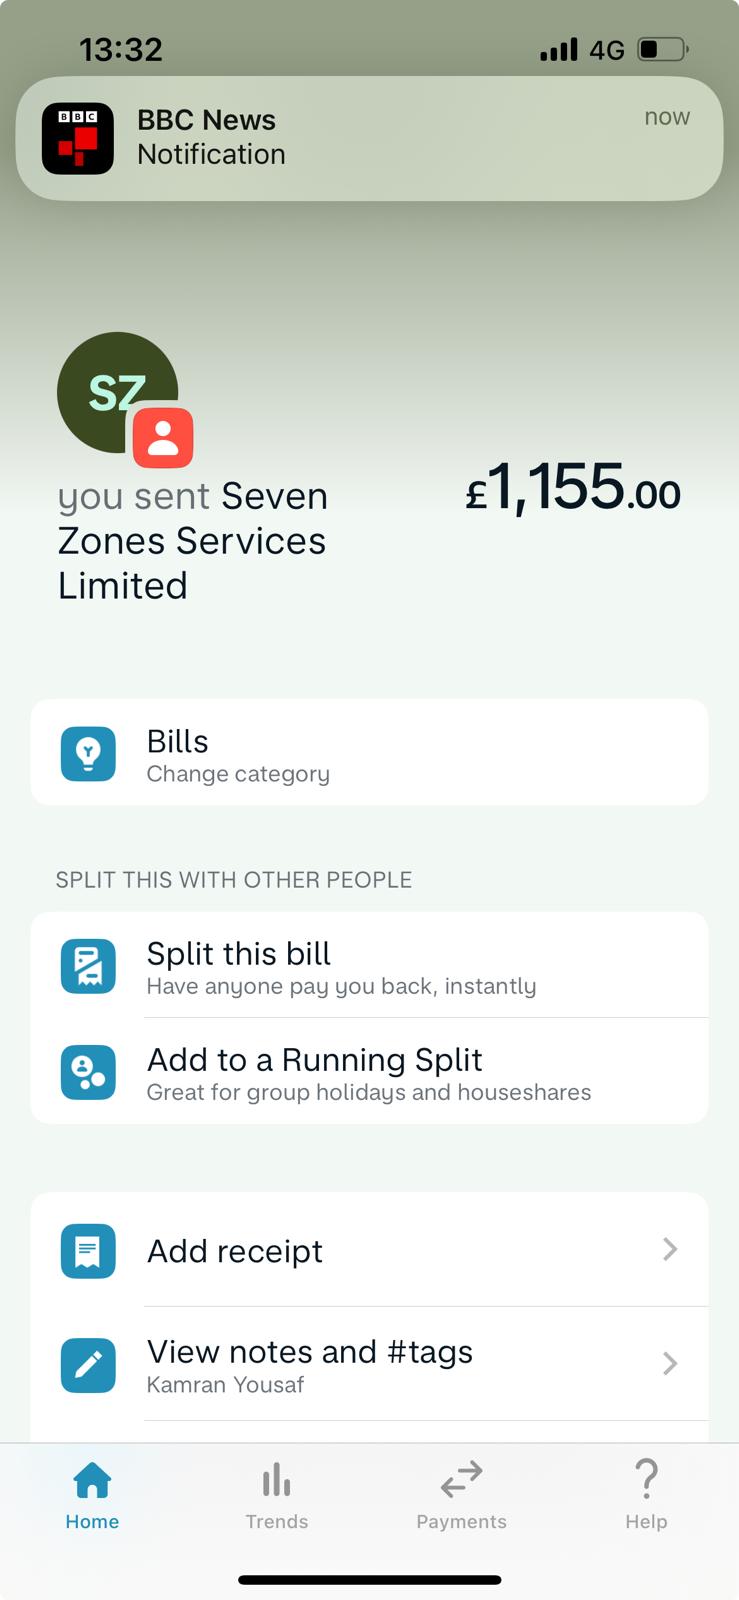 13:32
4G
BBC
BBC News
now
Notification
SZ
you sent Seven
Zones Services
Limited
£1,155.00
Bills
Change category
SPLIT THIS WITH OTHER PEOPLE
Split this bill
Have anyone pay you back, instantly
Add to a Running Split
Great for group holidays and houseshares
Add receipt
View notes and #tags
Kamran Yousaf
Home
Trends
Payments
Help